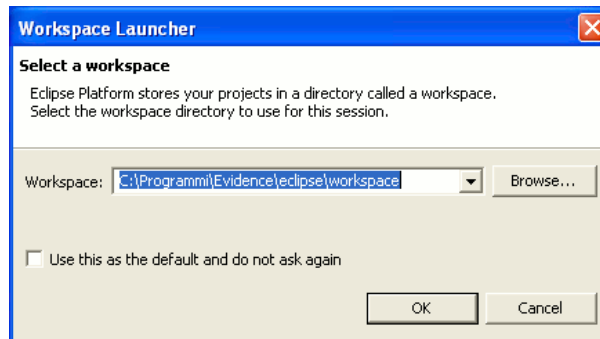 Workspace Launcher
Select a workspace
Eclipse Platform stores your projects in a directory called a workspace.
Select the workspace directory to use for this session.
Workspace: C:\Programmi\Evidence\eclipse\workspace Browse...
Use this as the default and do not ask again
OK Cancel